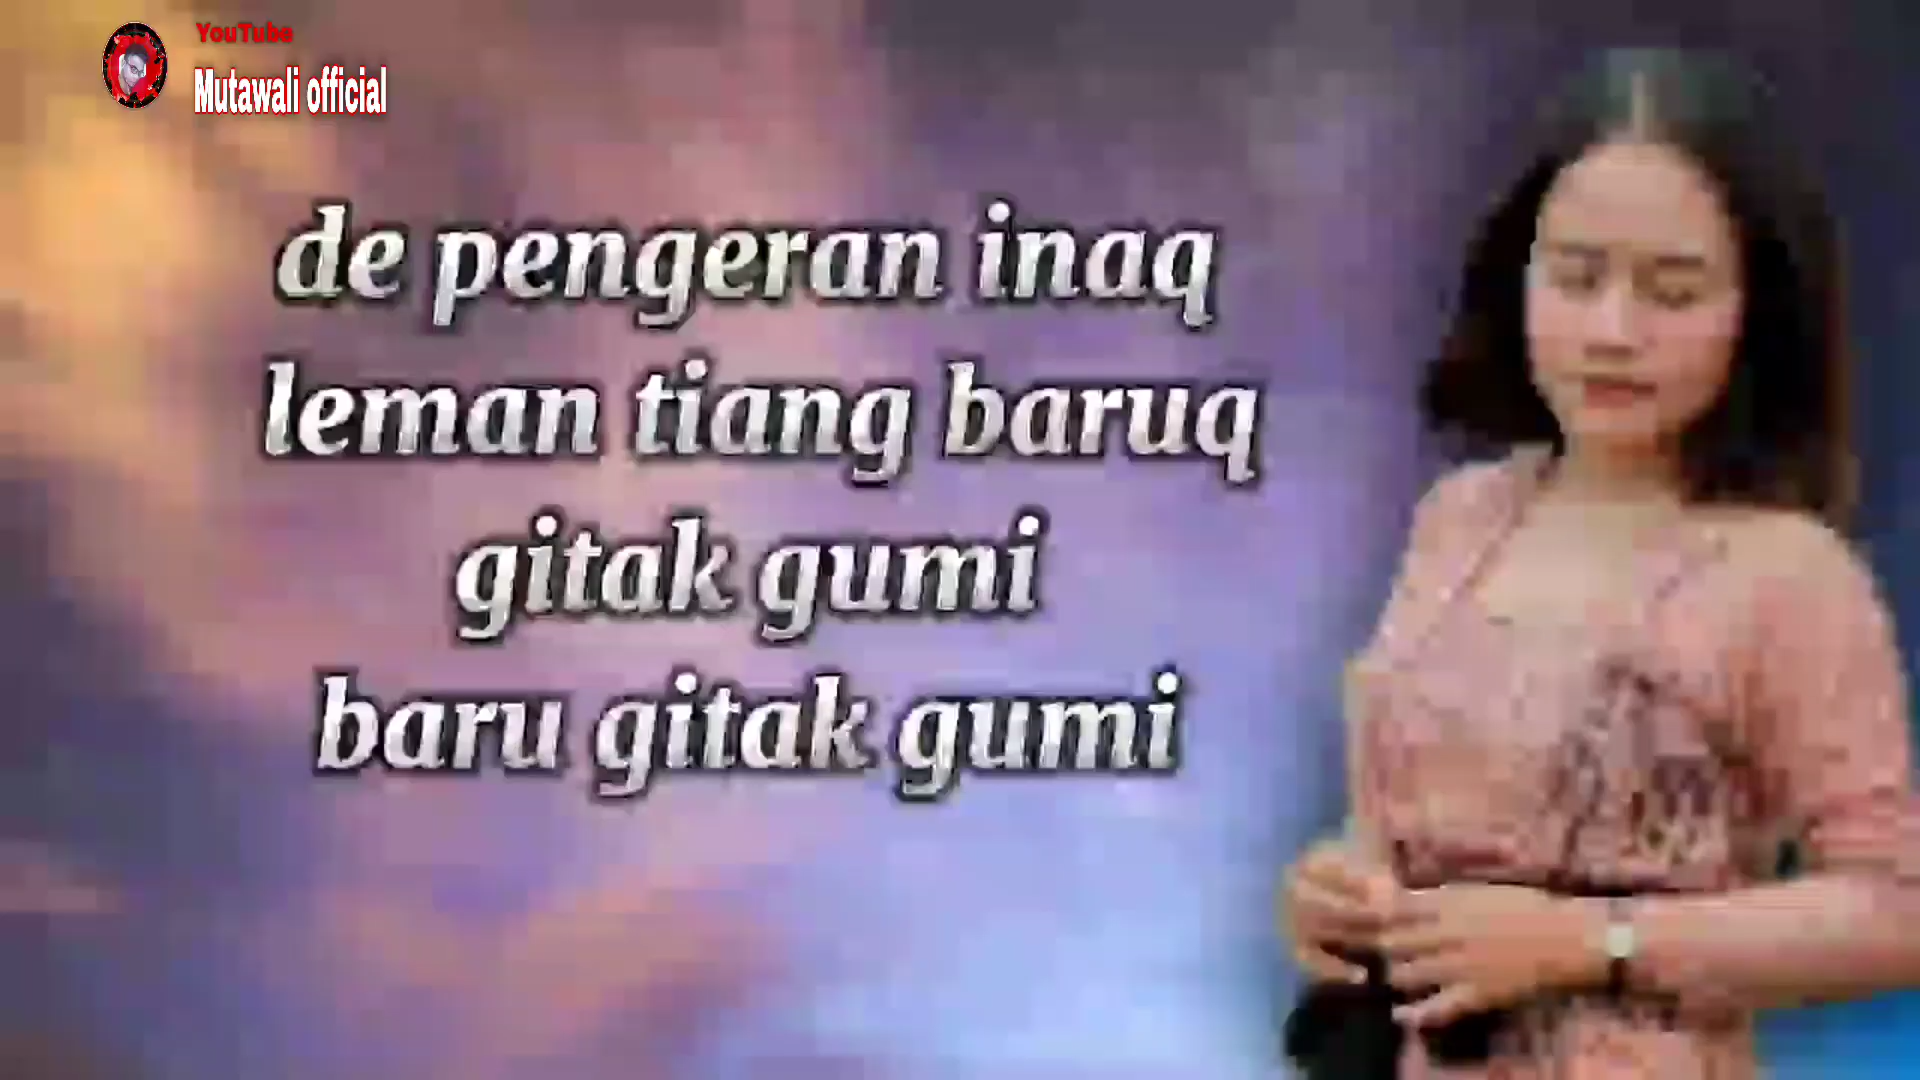 YouTube
Mutawali official
de pengeran inaq
leman tiang baruq
gitak gumi
baru gitak gumi